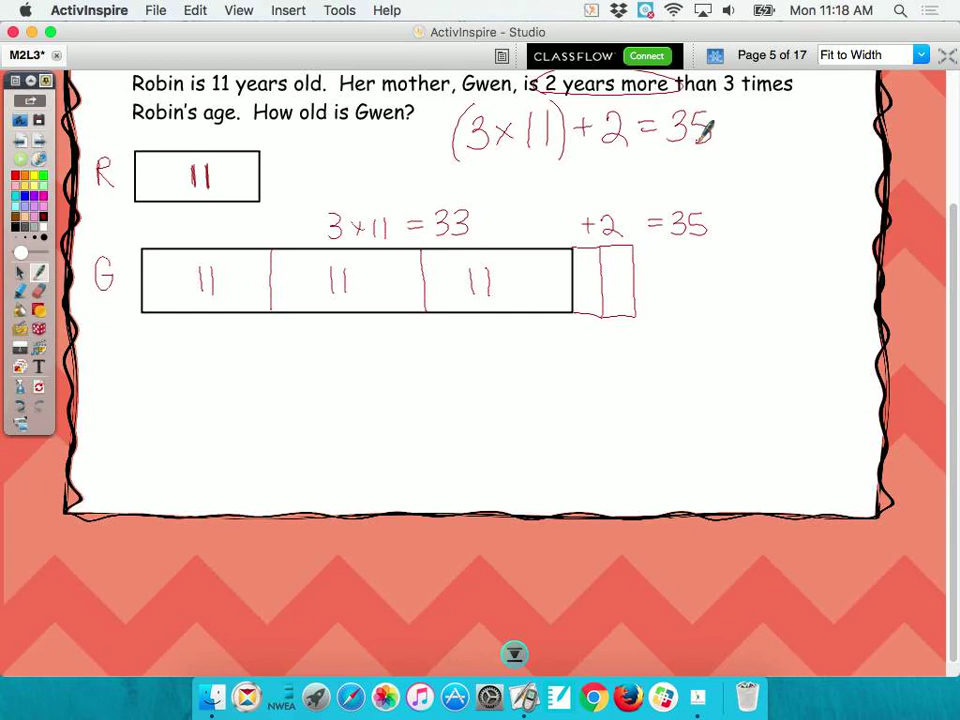 ActivInspire File Edit View Insert Tools Help Mon 11:18 AM
ActivInspire - Studio
M2L3* CLASSFLOW Connect Page 5 of 17 Fit to Width
Robin is 11 years old. Her mother, Gwen, is 2 years more than 3 times
Robin's age. How old is Gwen?
(3 x 11) + 2 = 35
R 11
3 x 11 = 33 +2 = 35
G 11 11 11
T
NWEA